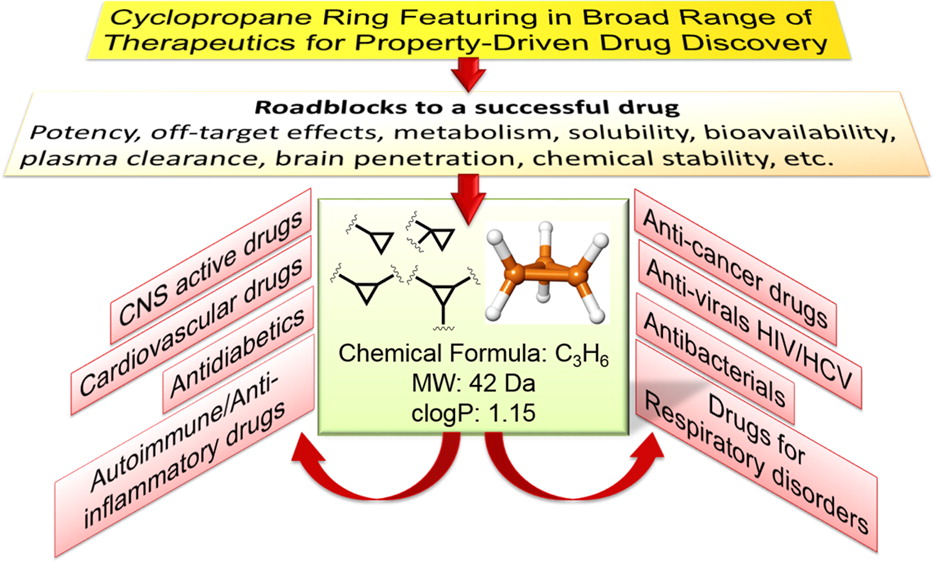 Cyclopropane Ring Featuring in Broad Range of
Therapeutics for Property-Driven Drug Discovery
Roadblocks to a successful drug
Potency, off-target effects, metabolism, solubility, bioavailability,
plasma clearance, brain penetration, chemical stability, etc.
CNS active drugs
Cardiovascular drugs
Antidiabetics
Autoimmune/Anti-
inflammatory drugs
Chemical Formula: C₃H₆
MW: 42 Da
clogP: 1.15
Anti-cancer drugs
Anti-virals HIV/HCV
Antibacterials
Drugs for
Respiratory disorders